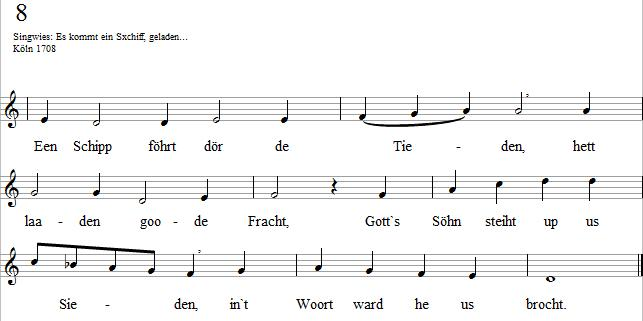 8
Singwies: Es kommt ein Sxchiff, geladen...
Köln 1708
Een Schipp föhrt dör de Tie - den, hett
laa - den goo - de Fracht, Gott`s Söhn steiht up us
Sie - den, in`t Woort ward he us brocht.